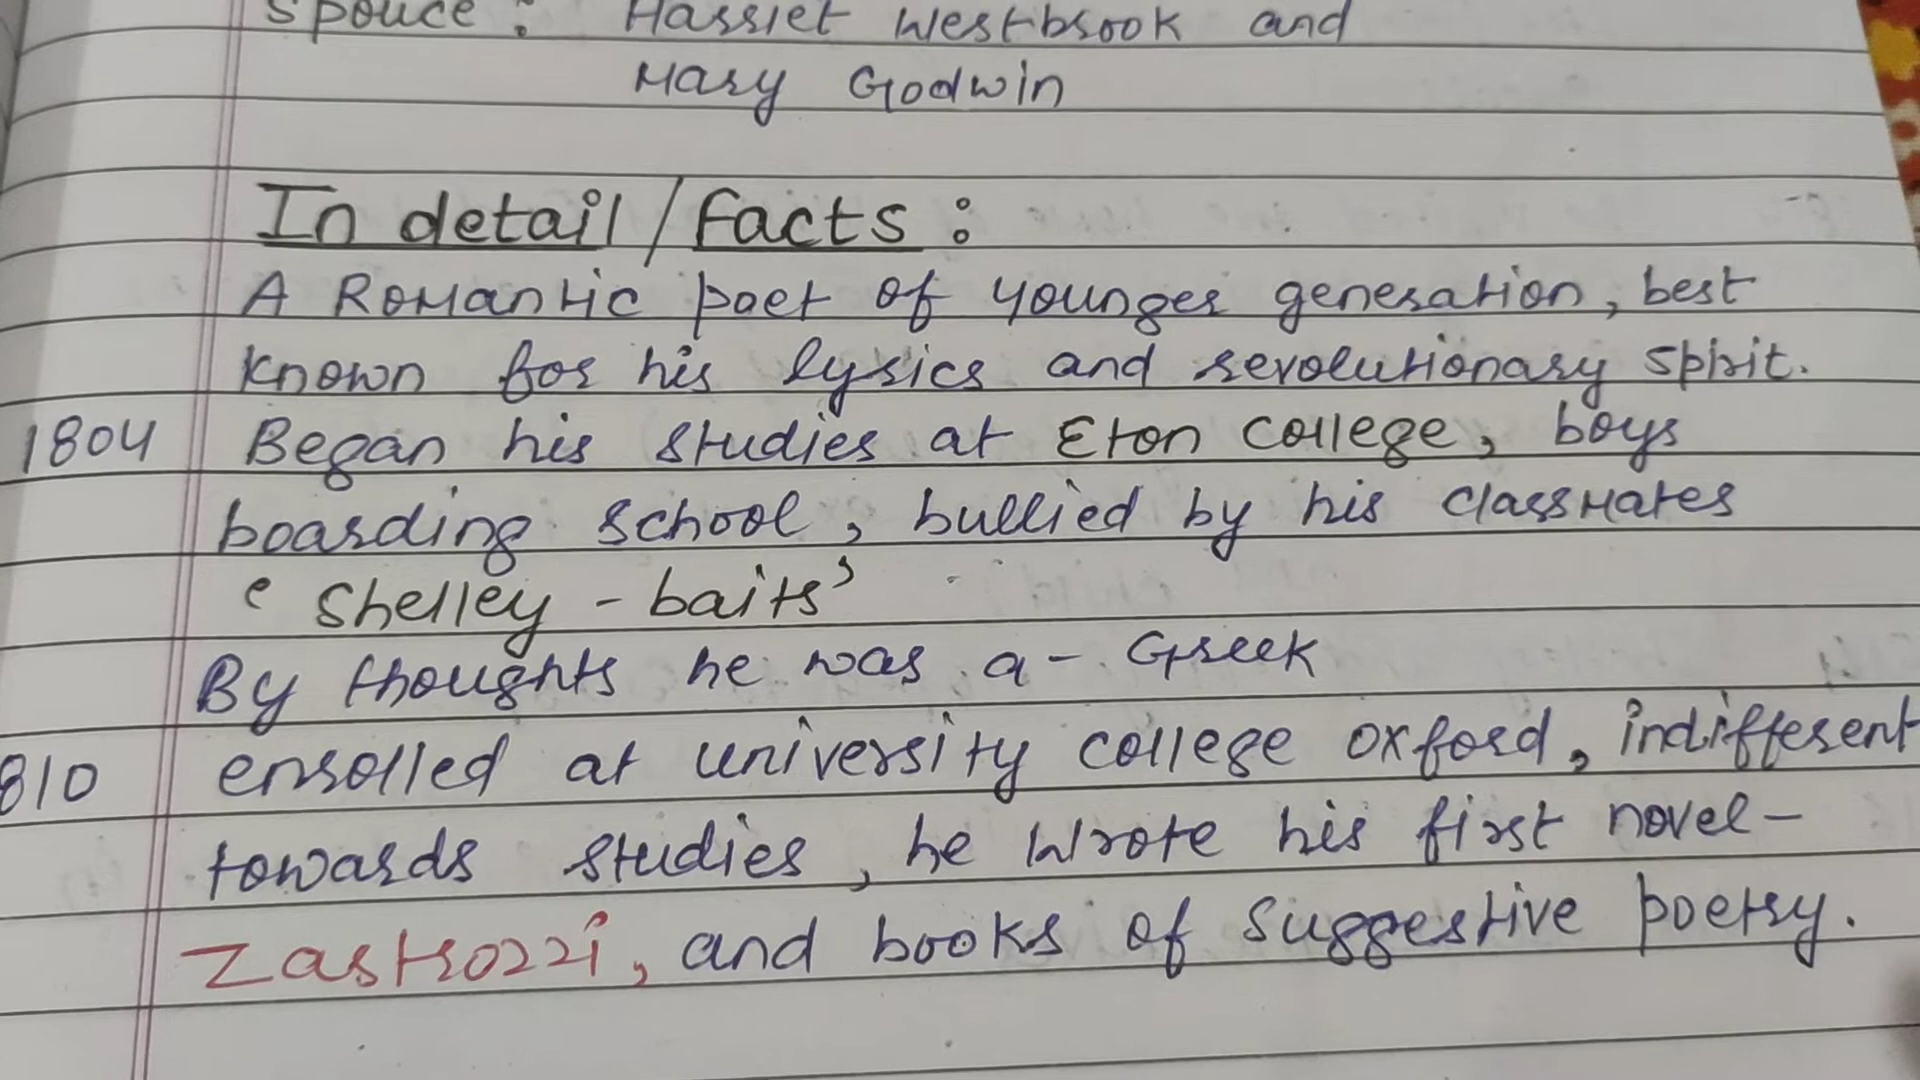 Spouce : Harriet Westbrook and
Mary Godwin
In detail/facts :
A Romantic poet of younger generation, best
known for his lyrics and revolutionary spirit.
1804 Began his studies at Eton college, boys
boarding school, bullied by his classmates
'Shelley-baits'
By thoughts he was a - Greek
810 enrolled at university college oxford, indifferent
towards studies, he wrote his first novel-
Zastrozzi, and books of suggestive poetry.